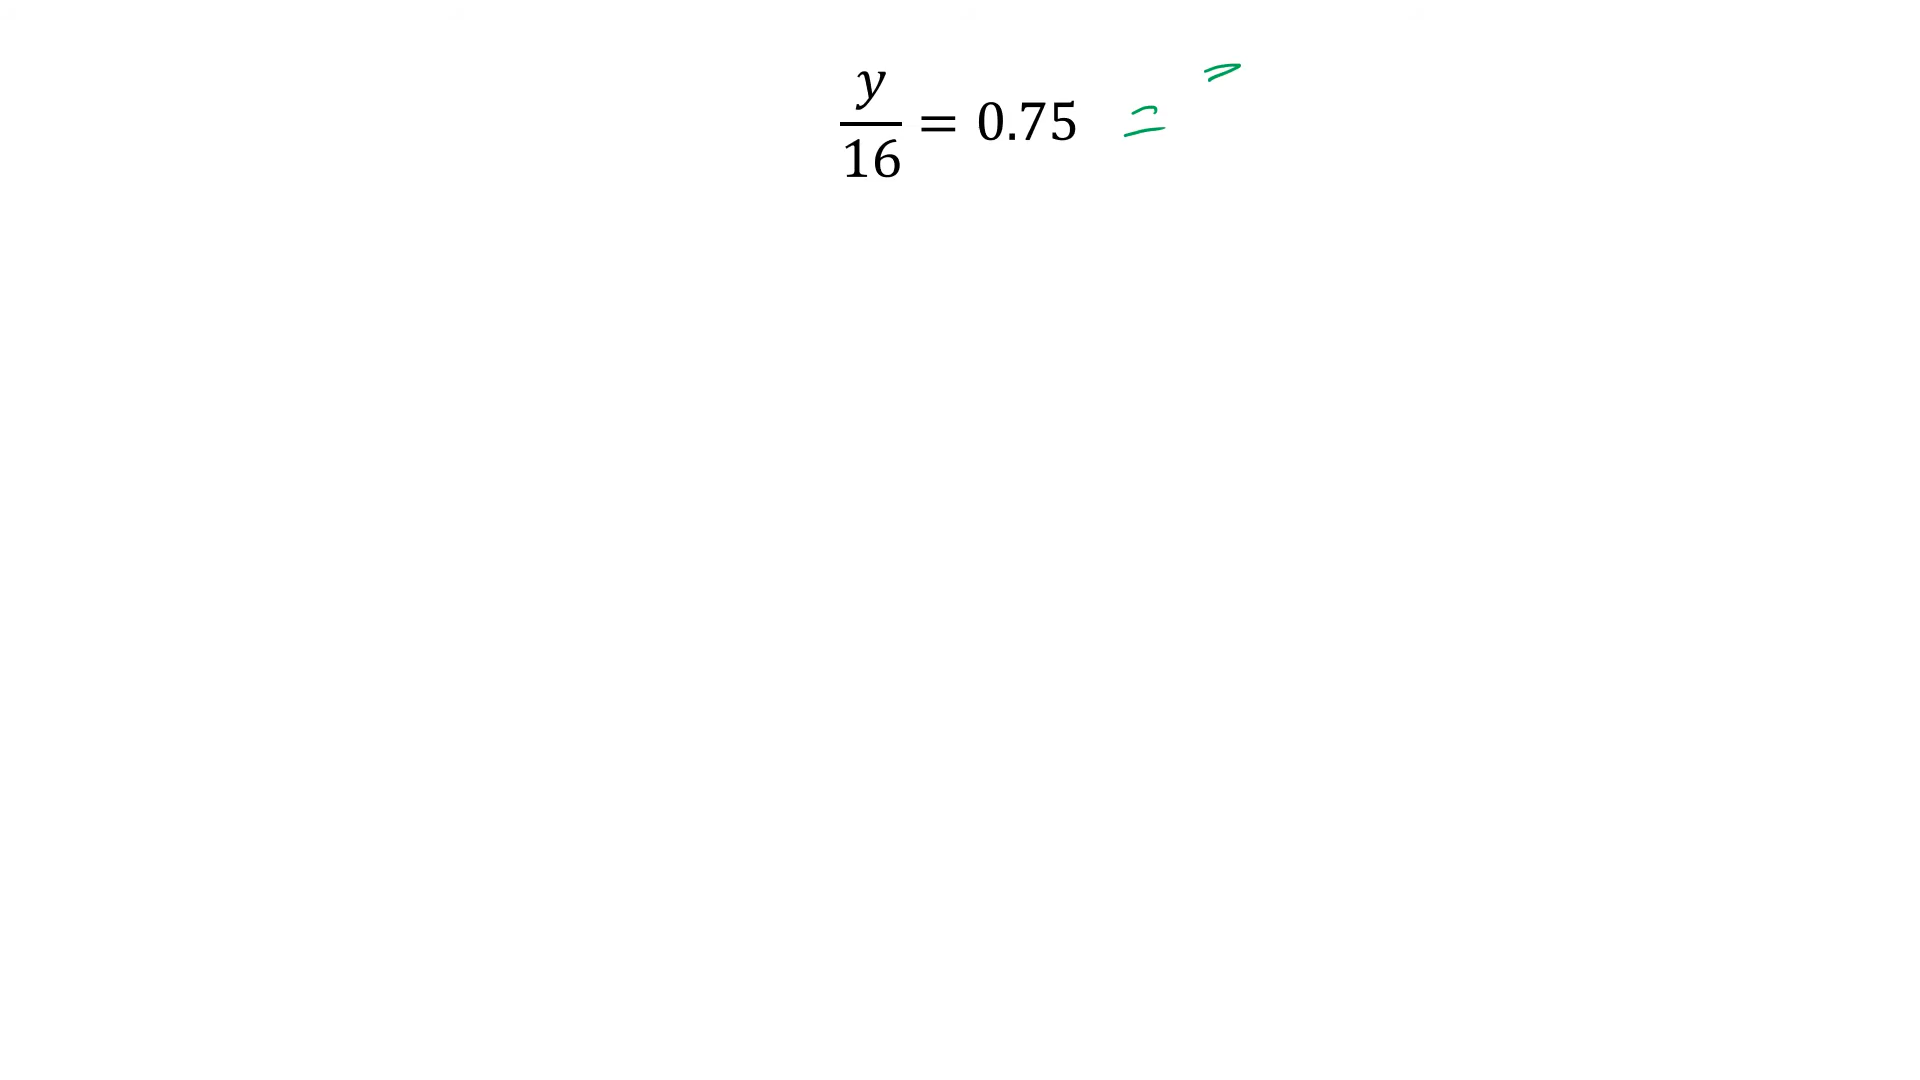 y/16 = 0.75 =